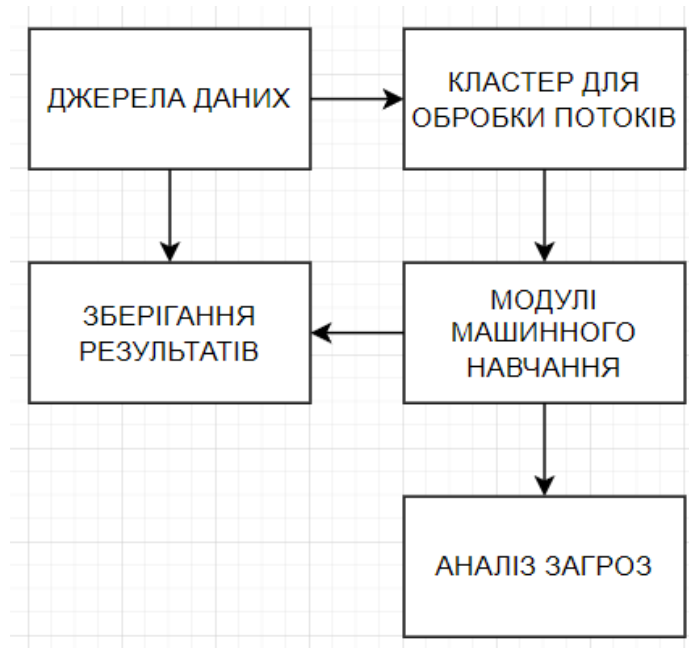 ДЖЕРЕЛА ДАНИХ
КЛАСТЕР ДЛЯ
ОБРОБКИ ПОТОКІВ
ЗБЕРІГАННЯ
РЕЗУЛЬТАТІВ
МОДУЛІ
МАШИННОГО
НАВЧАННЯ
АНАЛІЗ ЗАГРОЗ